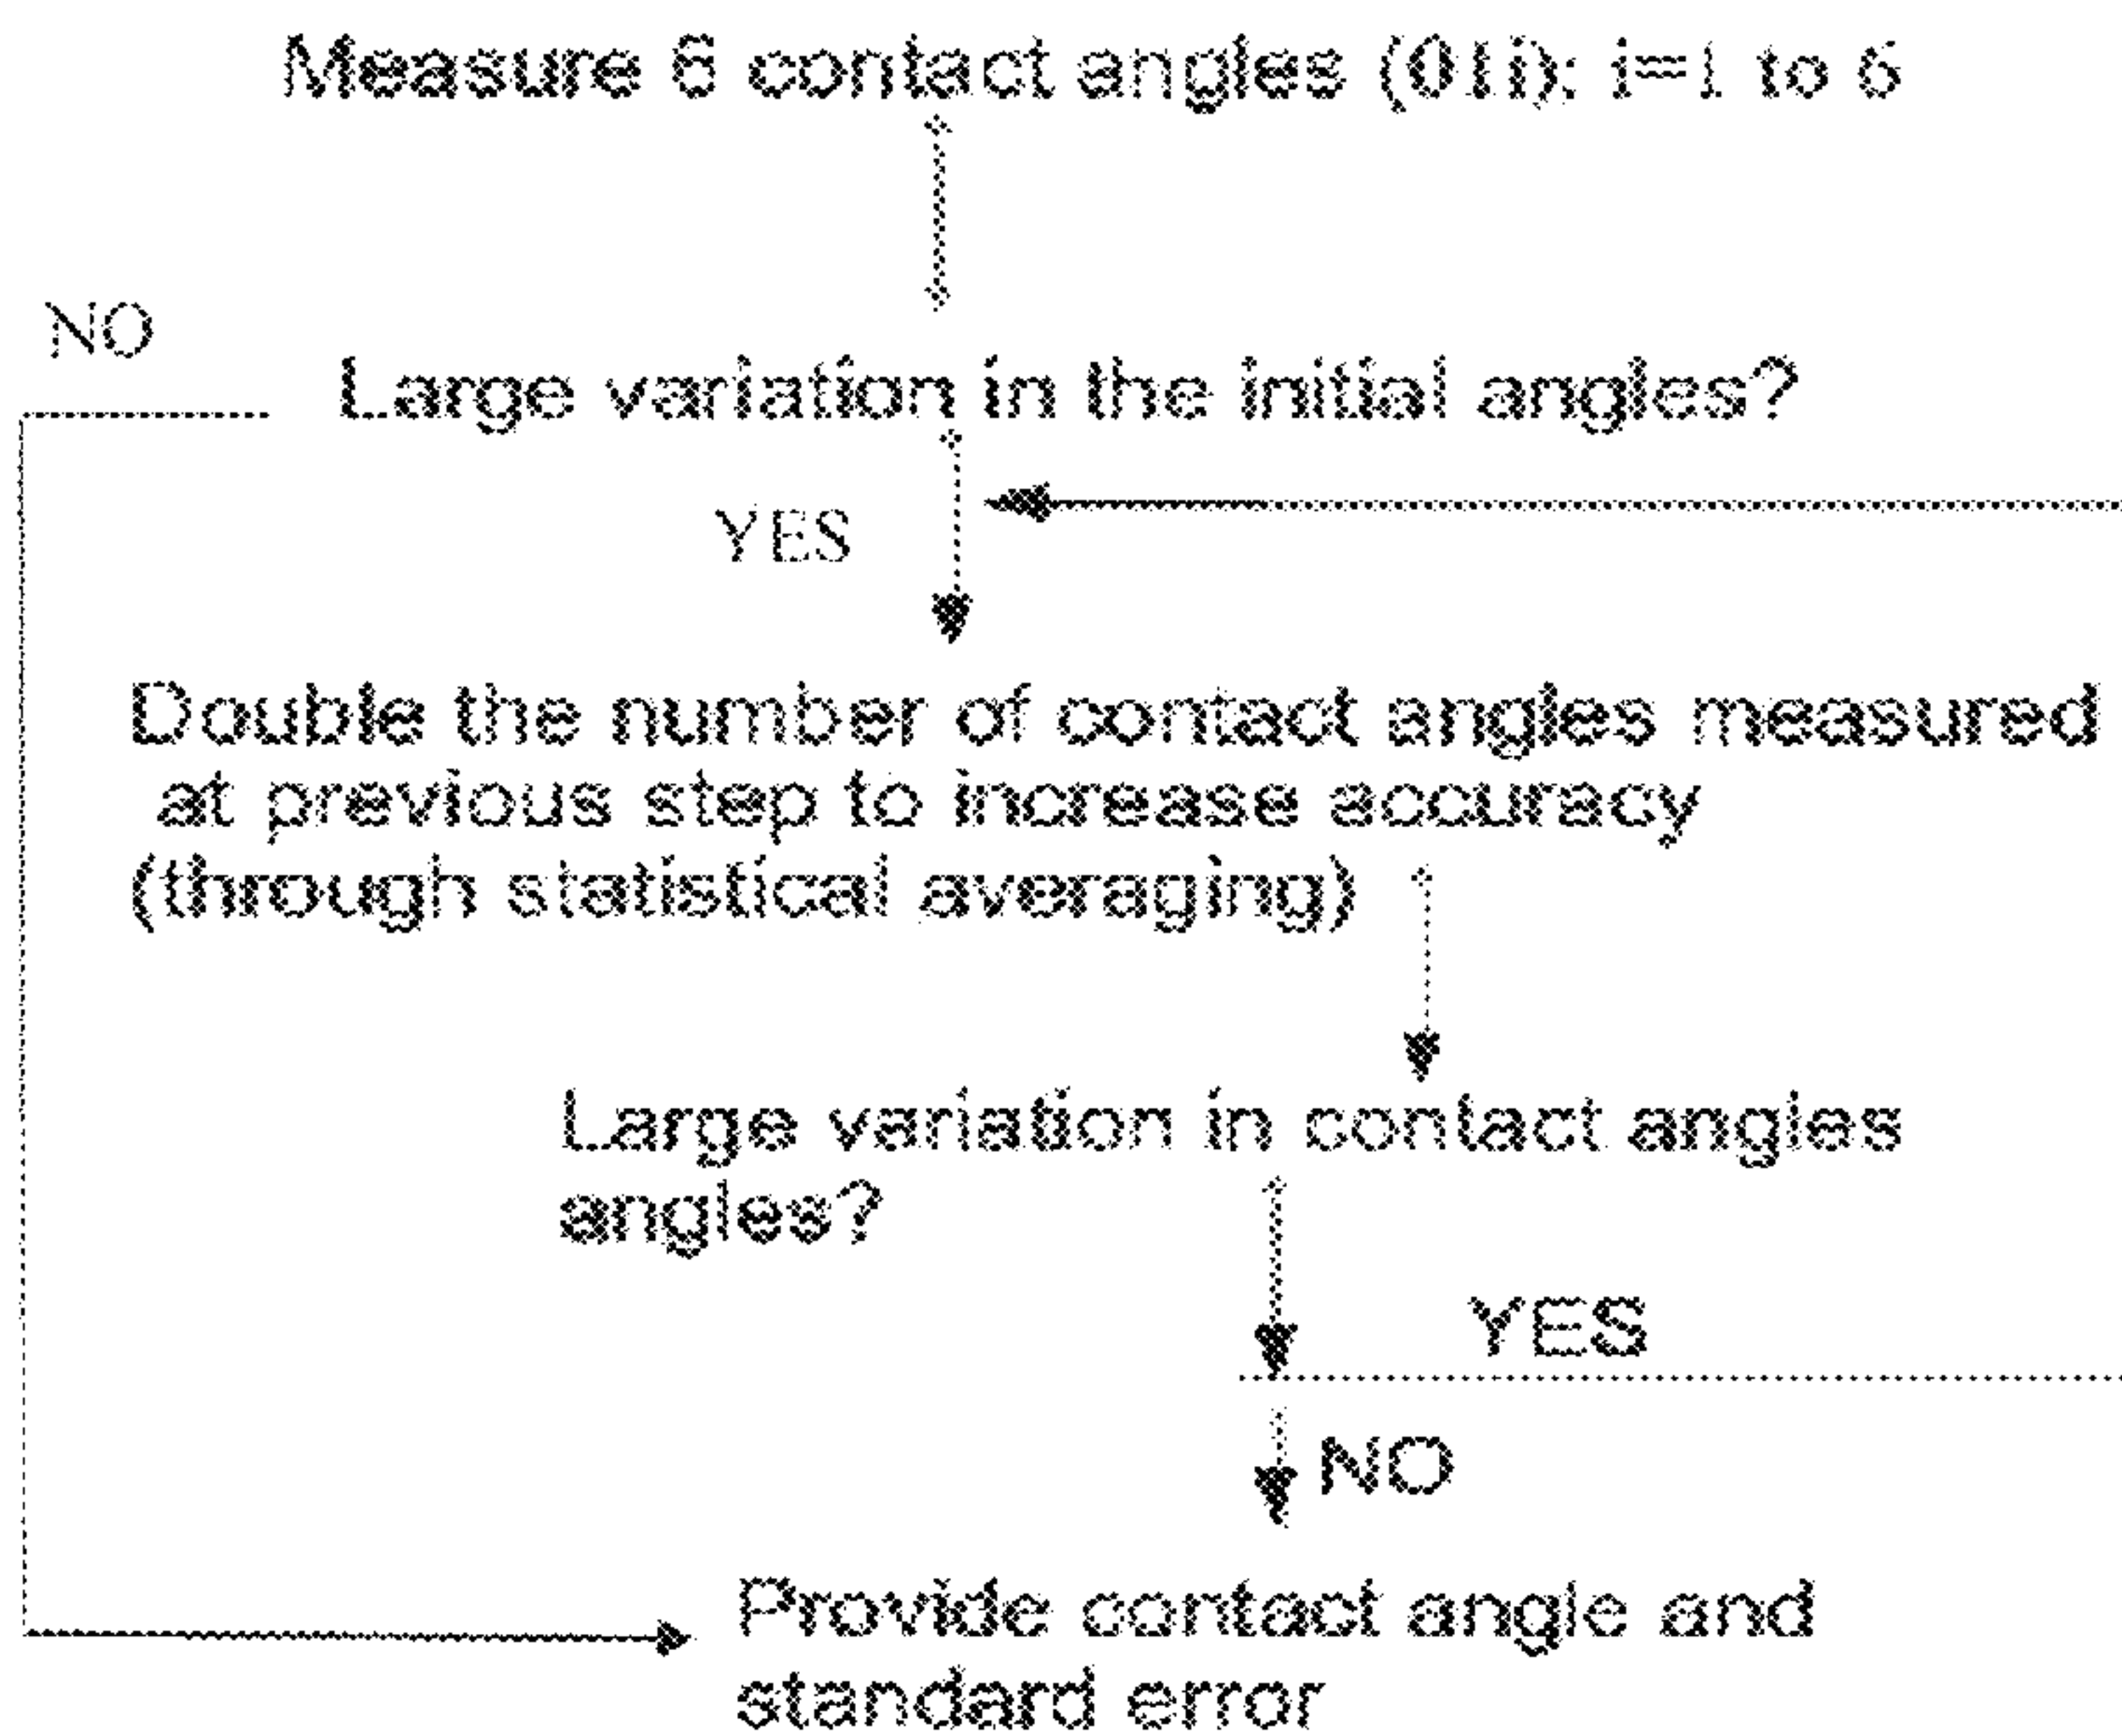 Measure 6 contact angles (θ1i); i=1 to 6
NO
Large variation in the initial angles?
YES
Double the number of contact angles measured
at previous step to increase accuracy
(through statistical averaging)
Large variation in contact angles
angles?
YES
NO
Provide contact angle and
standard error